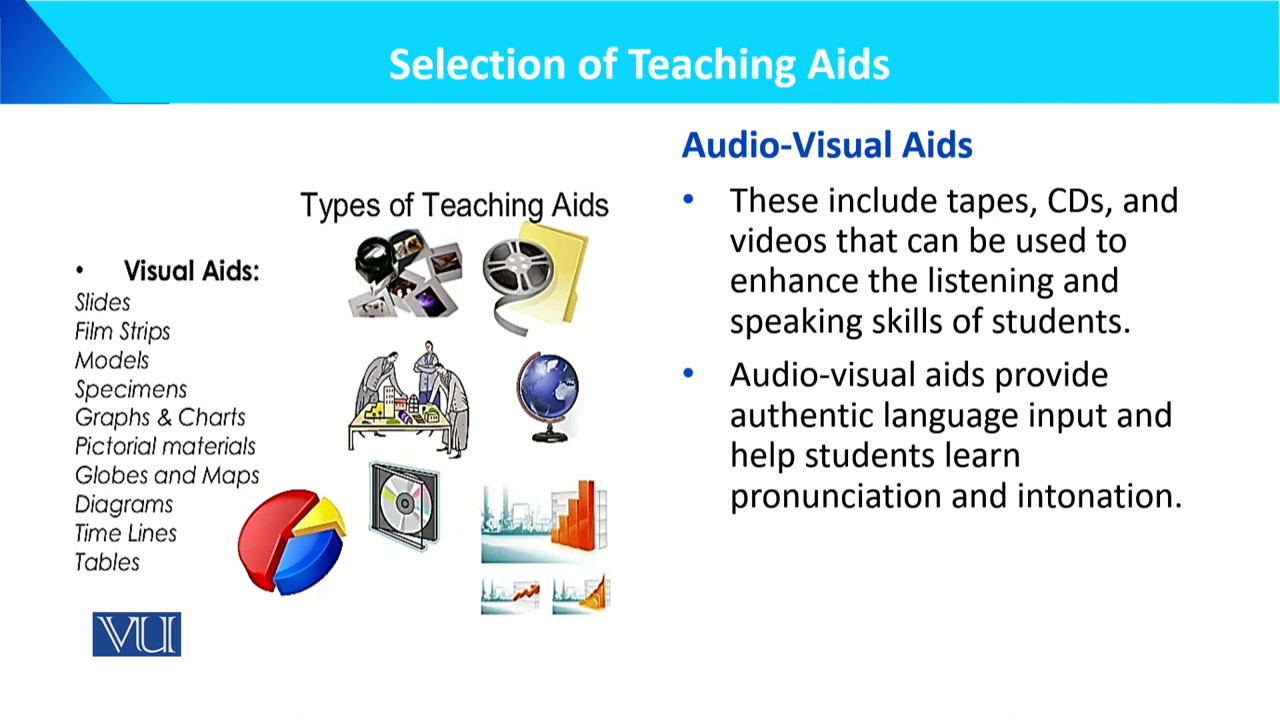 Selection of Teaching Aids
Types of Teaching Aids
• Visual Aids:
Slides
Film Strips
Models
Specimens
Graphs & Charts
Pictorial materials
Globes and Maps
Diagrams
Time Lines
Tables
VU
Audio-Visual Aids
• These include tapes, CDs, and
videos that can be used to
enhance the listening and
speaking skills of students.
• Audio-visual aids provide
authentic language input and
help students learn
pronunciation and intonation.